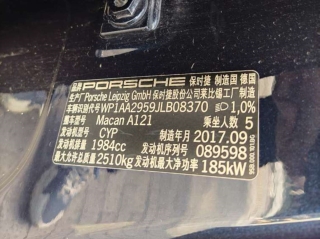 品牌 PORSCHE 保时捷 制造国 德国
生产厂 Porsche Leipzig GmbH 保时捷股份公司莱比锡工厂制造
车辆识别代号 WP1AA2959JLB08370 1,0%
车辆型号 Macan A121 乘坐人数 5
发动机型号 CYP 制造年月 2017.09
发动机排量 1984cc 发动机序列号 089598
最大允许总质量 2510kg 发动机最大净功率 185kW